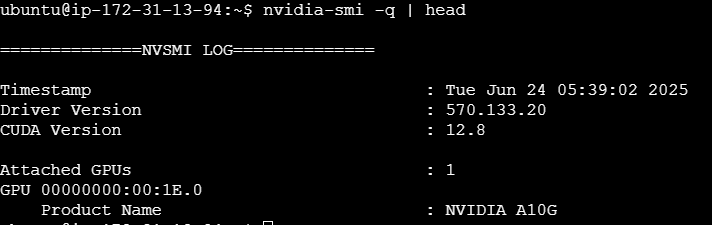 ubuntu@ip-172-31-13-94:~$ nvidia-smi -q | head
==============NVSMI LOG==============
Timestamp : Tue Jun 24 05:39:02 2025
Driver Version : 570.133.20
CUDA Version : 12.8
Attached GPUs : 1
GPU 00000000:00:1E.0
Product Name : NVIDIA A10G